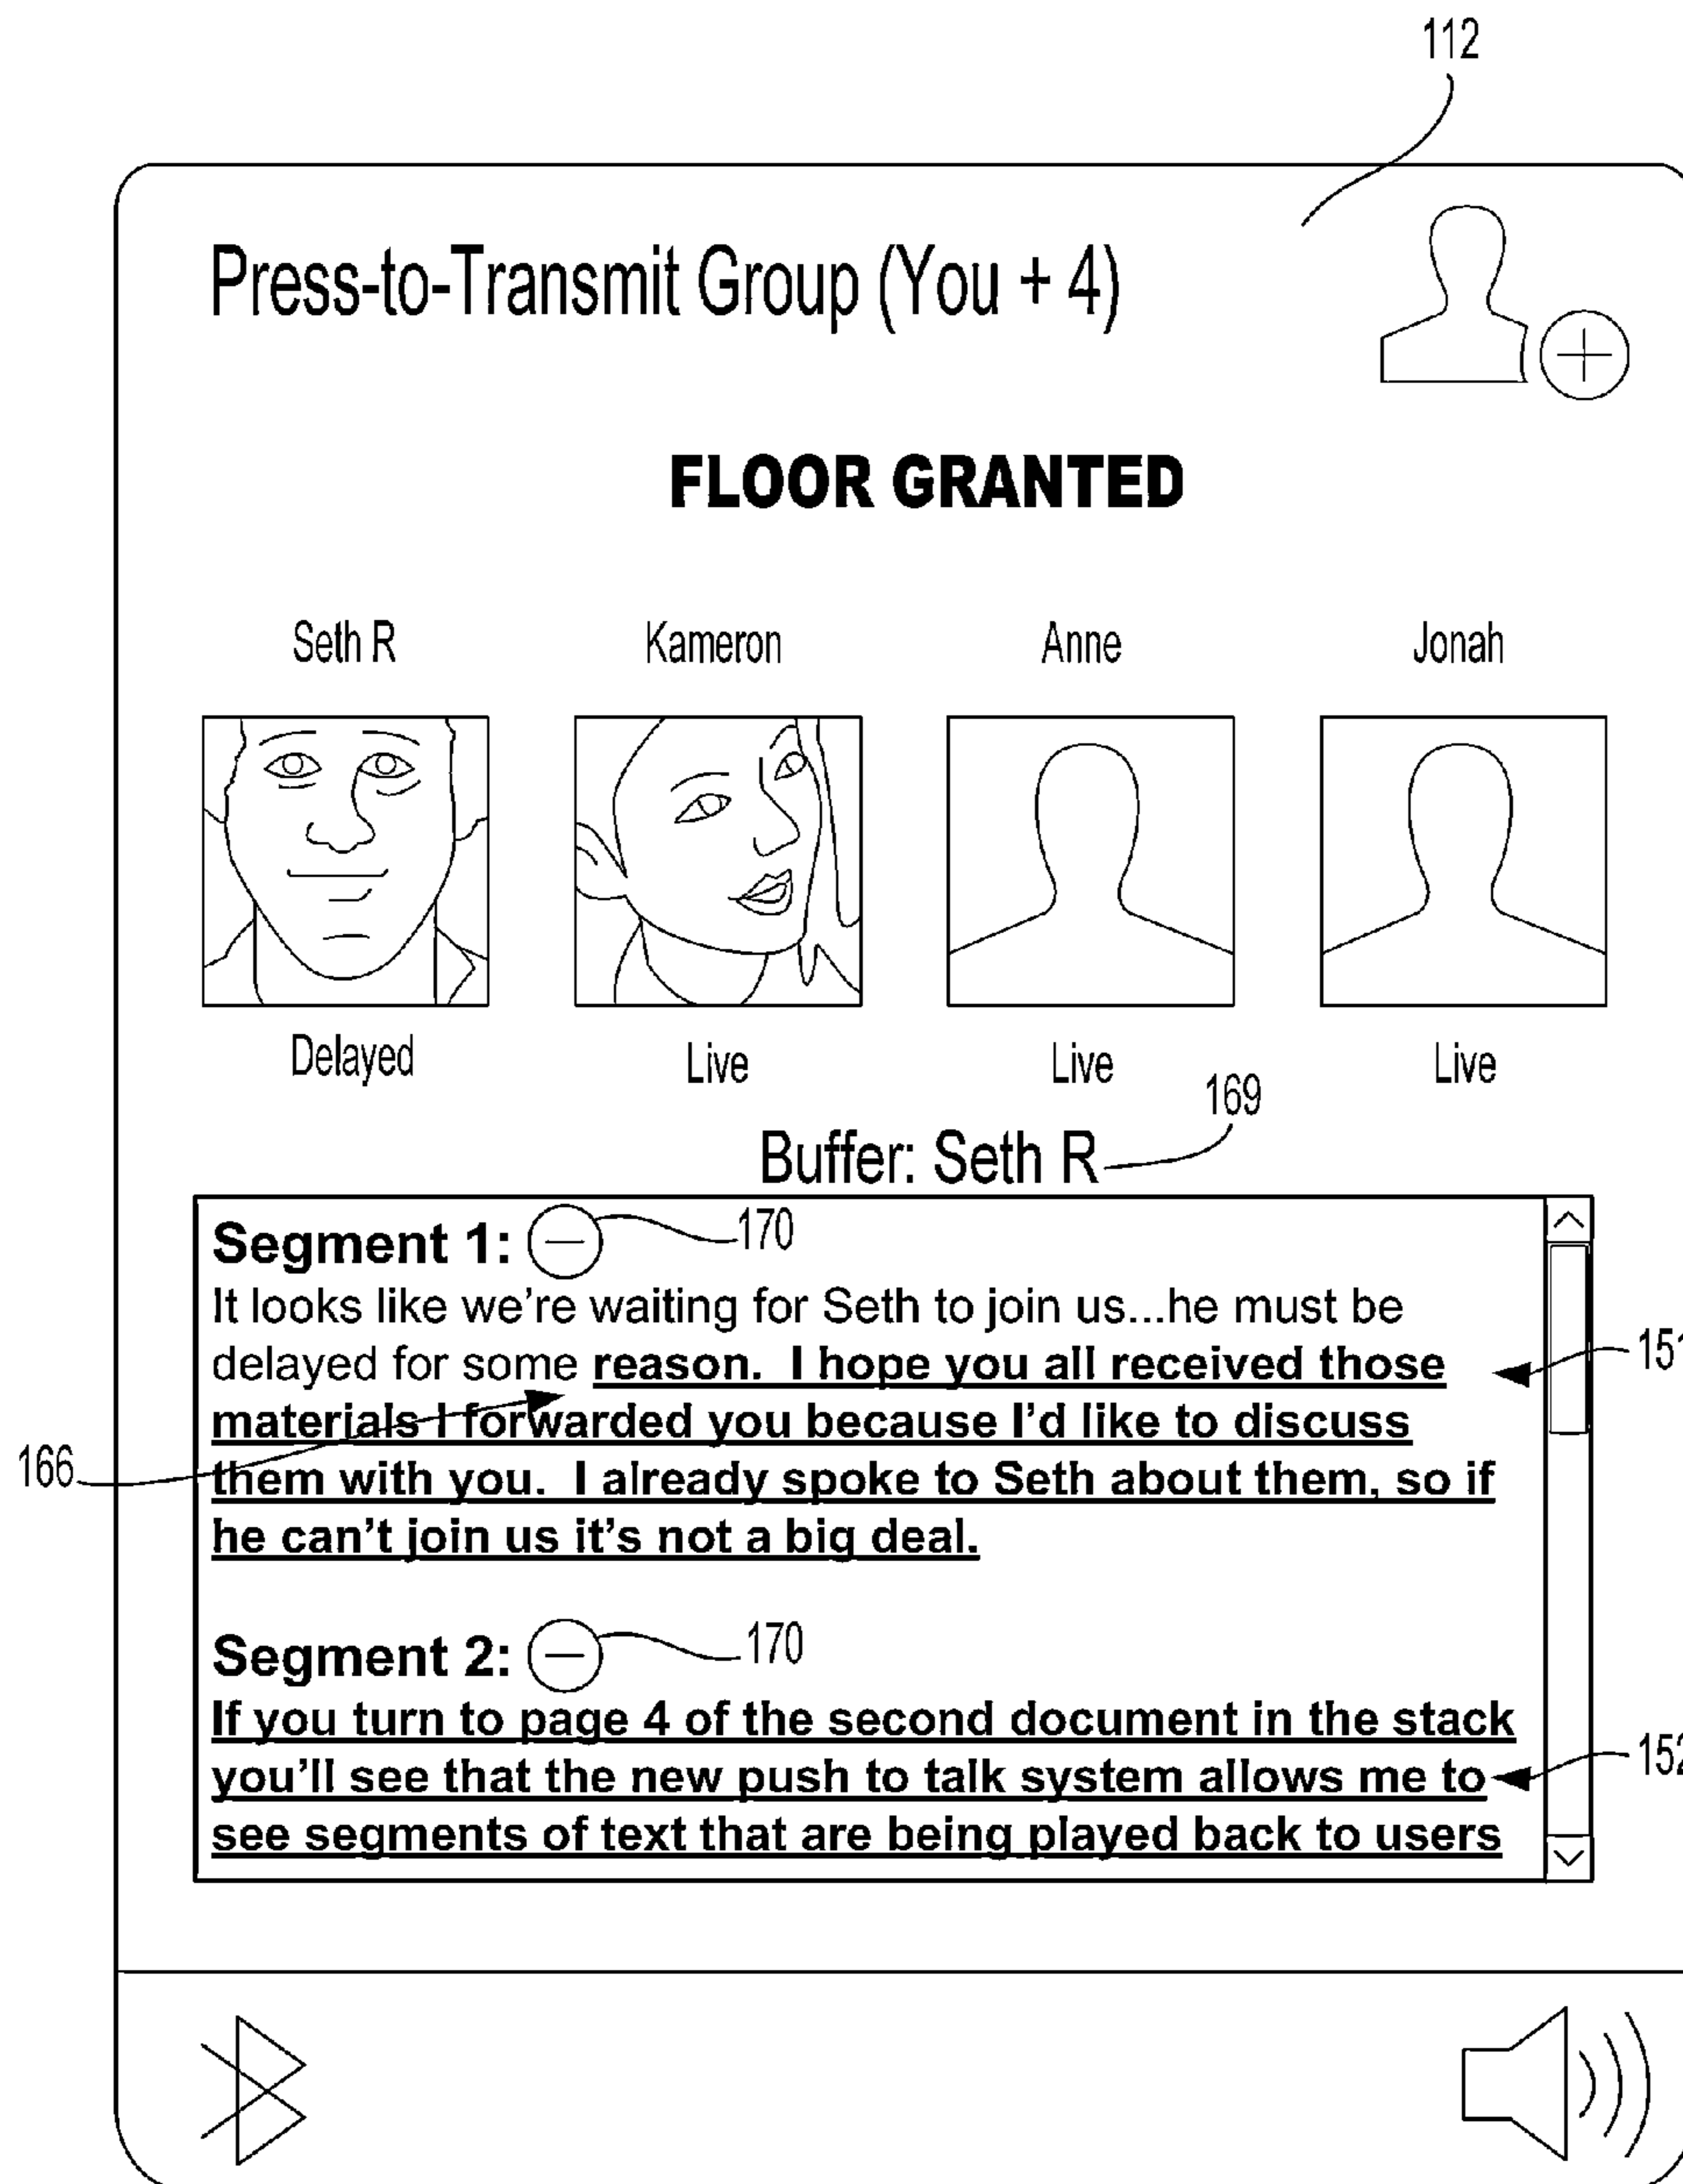 112
Press-to-Transmit Group (You + 4)
FLOOR GRANTED
Seth R Kameron Anne Jonah
Delayed Live Live Live
169
Buffer: Seth R
Segment 1: 170
It looks like we're waiting for Seth to join us...he must be
delayed for some reason. I hope you all received those
151
materials I forwarded you because I'd like to discuss
166
them with you. I already spoke to Seth about them, so if
he can't join us it's not a big deal.
Segment 2: 170
If you turn to page 4 of the second document in the stack
you'll see that the new push to talk system allows me to
152
see segments of text that are being played back to users